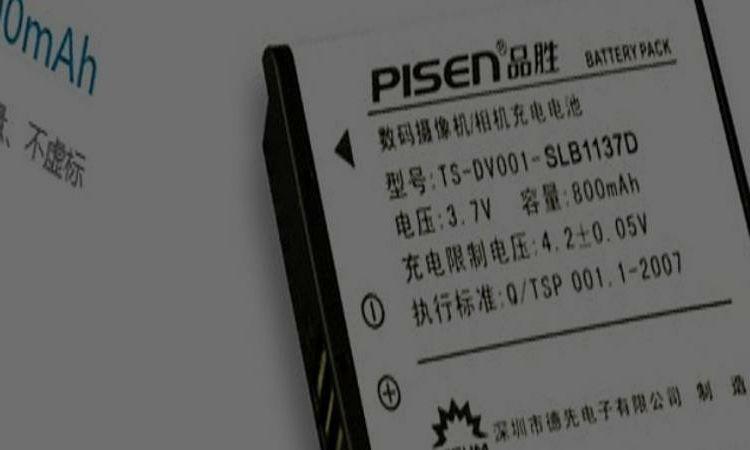 0mAh
量、不虚标
PISEN®品胜 BATTERY PACK
数码摄像机/相机充电电池
型号:TS-DV001-SLB1137D
电压:3.7V 容量:800mAh
充电限制电压:4.2±0.05V
执行标准:Q/TSP 001.1-2007
深圳市德先电子有限公司 制 造